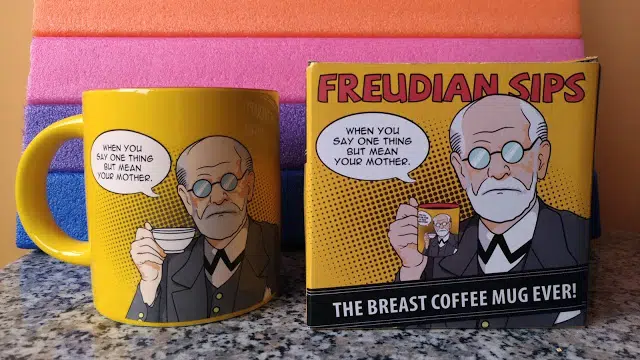 WHEN YOU
SAY ONE THING
BUT MEAN
YOUR MOTHER.
FREUDIAN SIPS
WHEN YOU
SAY ONE THING
BUT MEAN
YOUR MOTHER.
THE BREAST COFFEE MUG EVER!